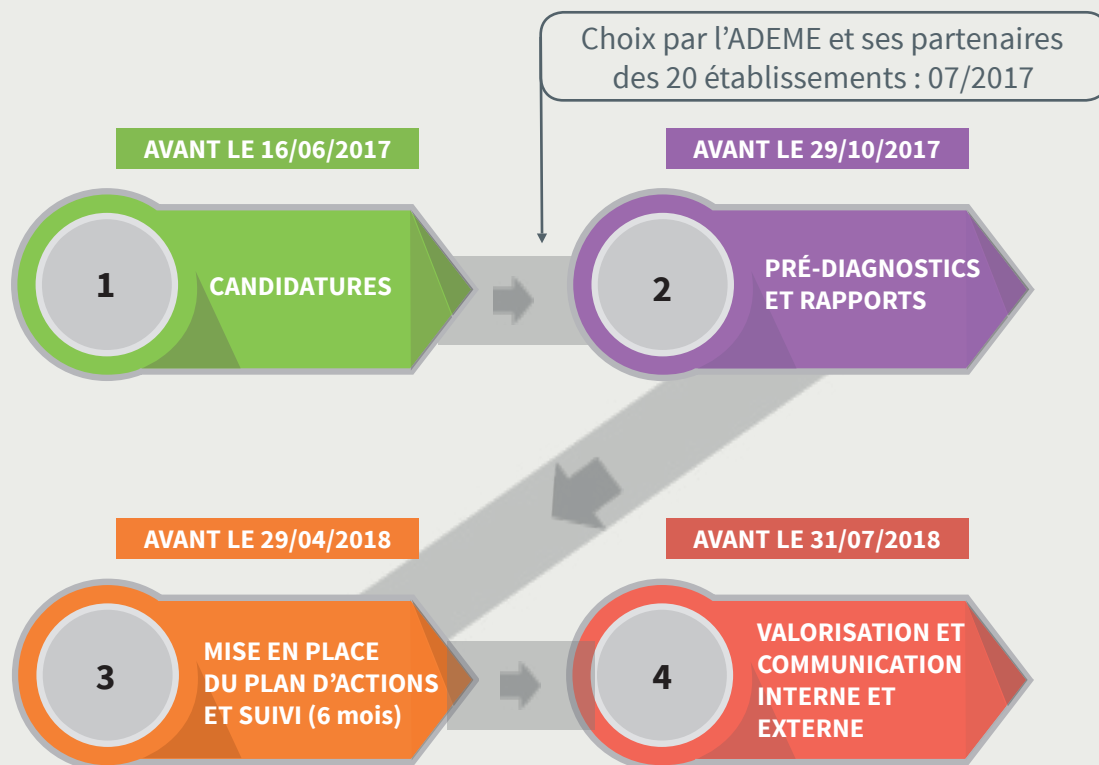 Choix par l’ADEME et ses partenaires
des 20 établissements : 07/2017
AVANT LE 16/06/2017
1
CANDIDATURES
AVANT LE 29/10/2017
2
PRÉ-DIAGNOSTICS
ET RAPPORTS
AVANT LE 29/04/2018
3
MISE EN PLACE
DU PLAN D’ACTIONS
ET SUIVI (6 mois)
AVANT LE 31/07/2018
4
VALORISATION ET
COMMUNICATION
INTERNE ET
EXTERNE